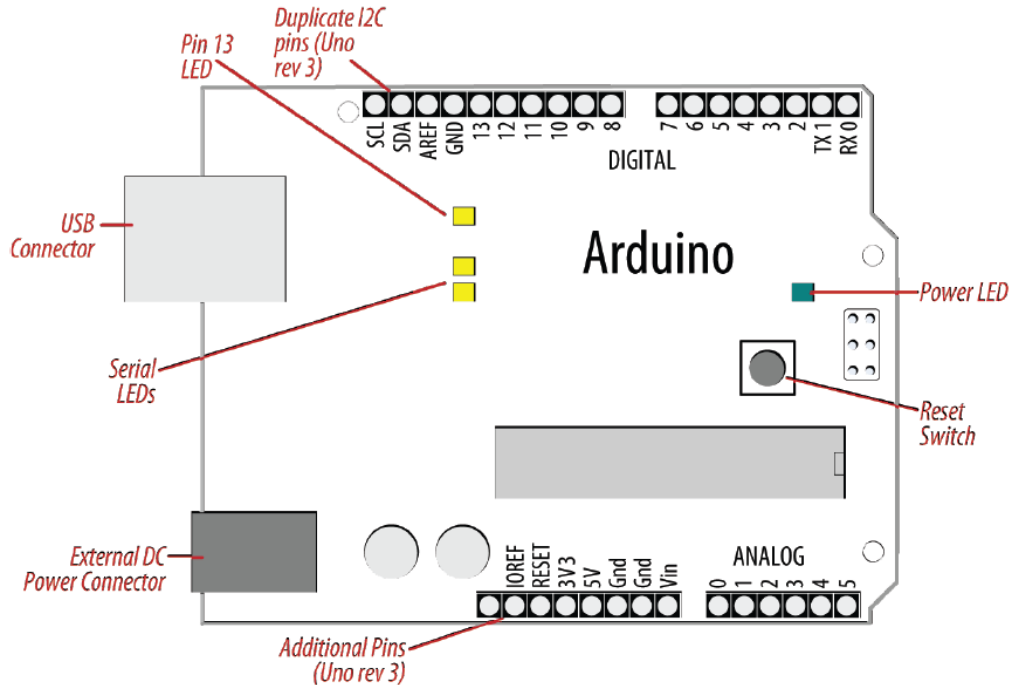 Duplicate I2C
pins (Uno
rev 3)
Pin 13
LED
SCL
SDA
AREF
GND
13
12
11
10
9
8
7
6
5
4
3
2
TX 1
RX 0
DIGITAL
USB
Connector
Arduino
Power LED
Serial
LEDs
Reset
Switch
External DC
Power Connector
IOREF
RESET
3V3
5V
Gnd
Gnd
Vin
ANALOG
0
1
2
3
4
5
Additional Pins
(Uno rev 3)